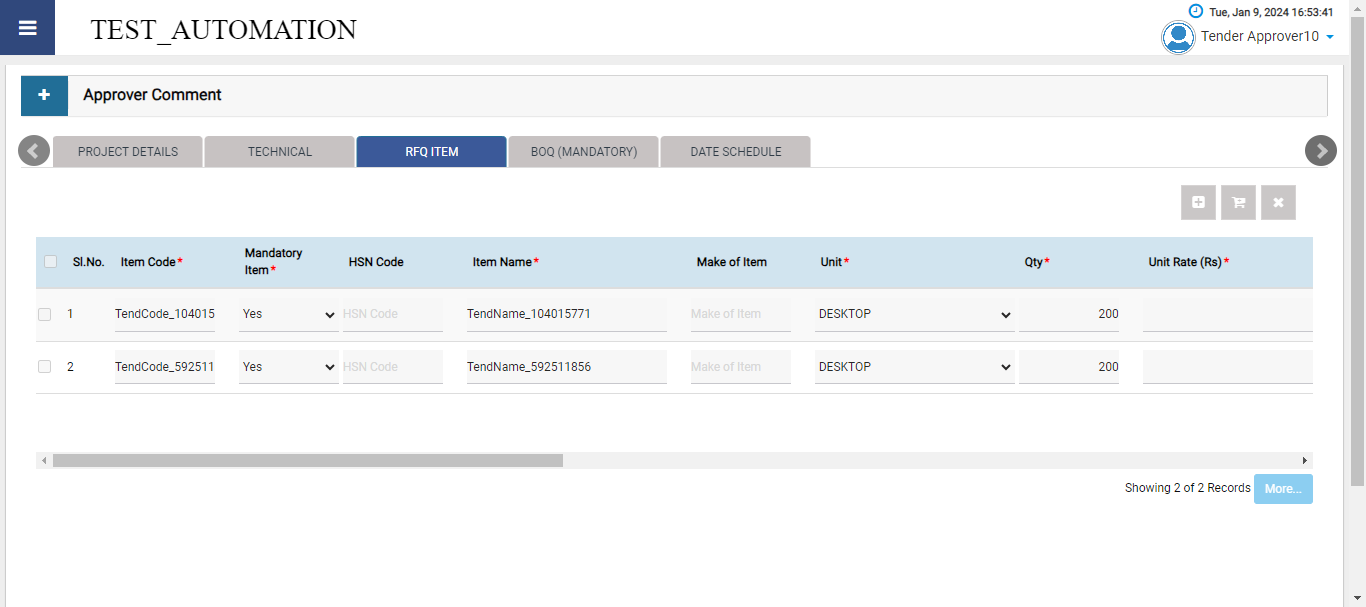 Tue, Jan 9, 2024 16:53:41
TEST_AUTOMATION
Tender Approver10
Approver Comment
PROJECT DETAILS TECHNICAL RFQ ITEM BOQ (MANDATORY) DATE SCHEDULE
Sl.No. Item Code* Mandatory Item* HSN Code Item Name* Make of Item Unit* Qty* Unit Rate (Rs)*
1 TendCode_104015 Yes HSN Code TendName_104015771 Make of Item DESKTOP 200
2 TendCode_592511 Yes HSN Code TendName_592511856 Make of Item DESKTOP 200
Showing 2 of 2 Records More...